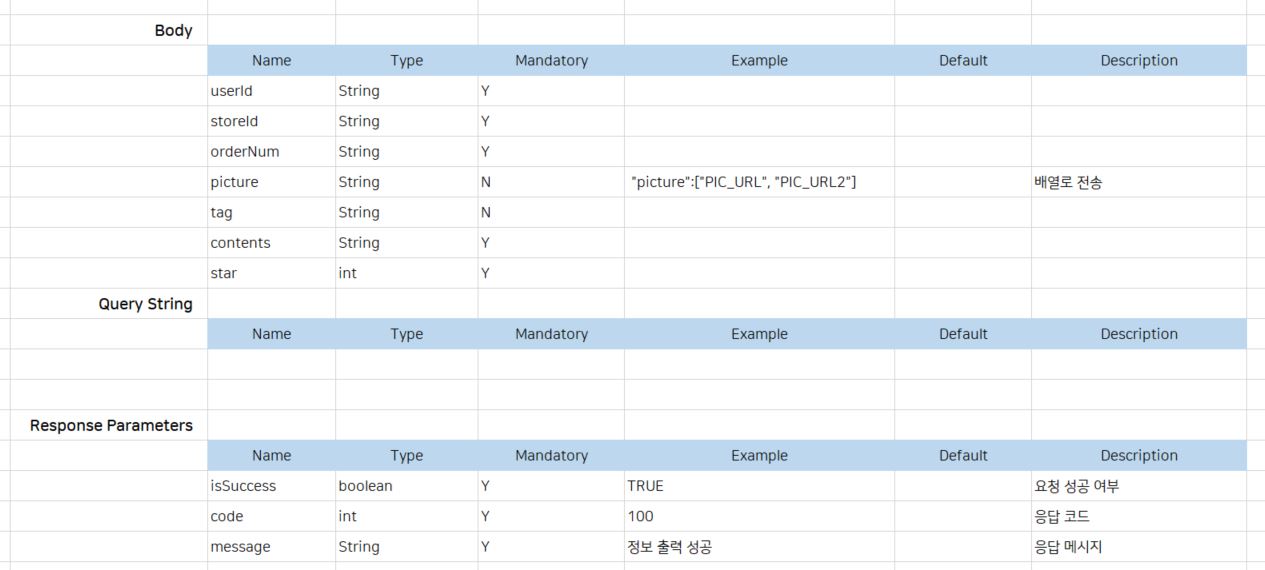 Body
Name Type Mandatory Example Default Description
userId String Y
storeId String Y
orderNum String Y
picture String N "picture":["PIC_URL", "PIC_URL2"] 배열로 전송
tag String N
contents String Y
star int Y
Query String
Name Type Mandatory Example Default Description
Response Parameters
Name Type Mandatory Example Default Description
isSuccess boolean Y TRUE 요청 성공 여부
code int Y 100 응답 코드
message String Y 정보 출력 성공 응답 메시지